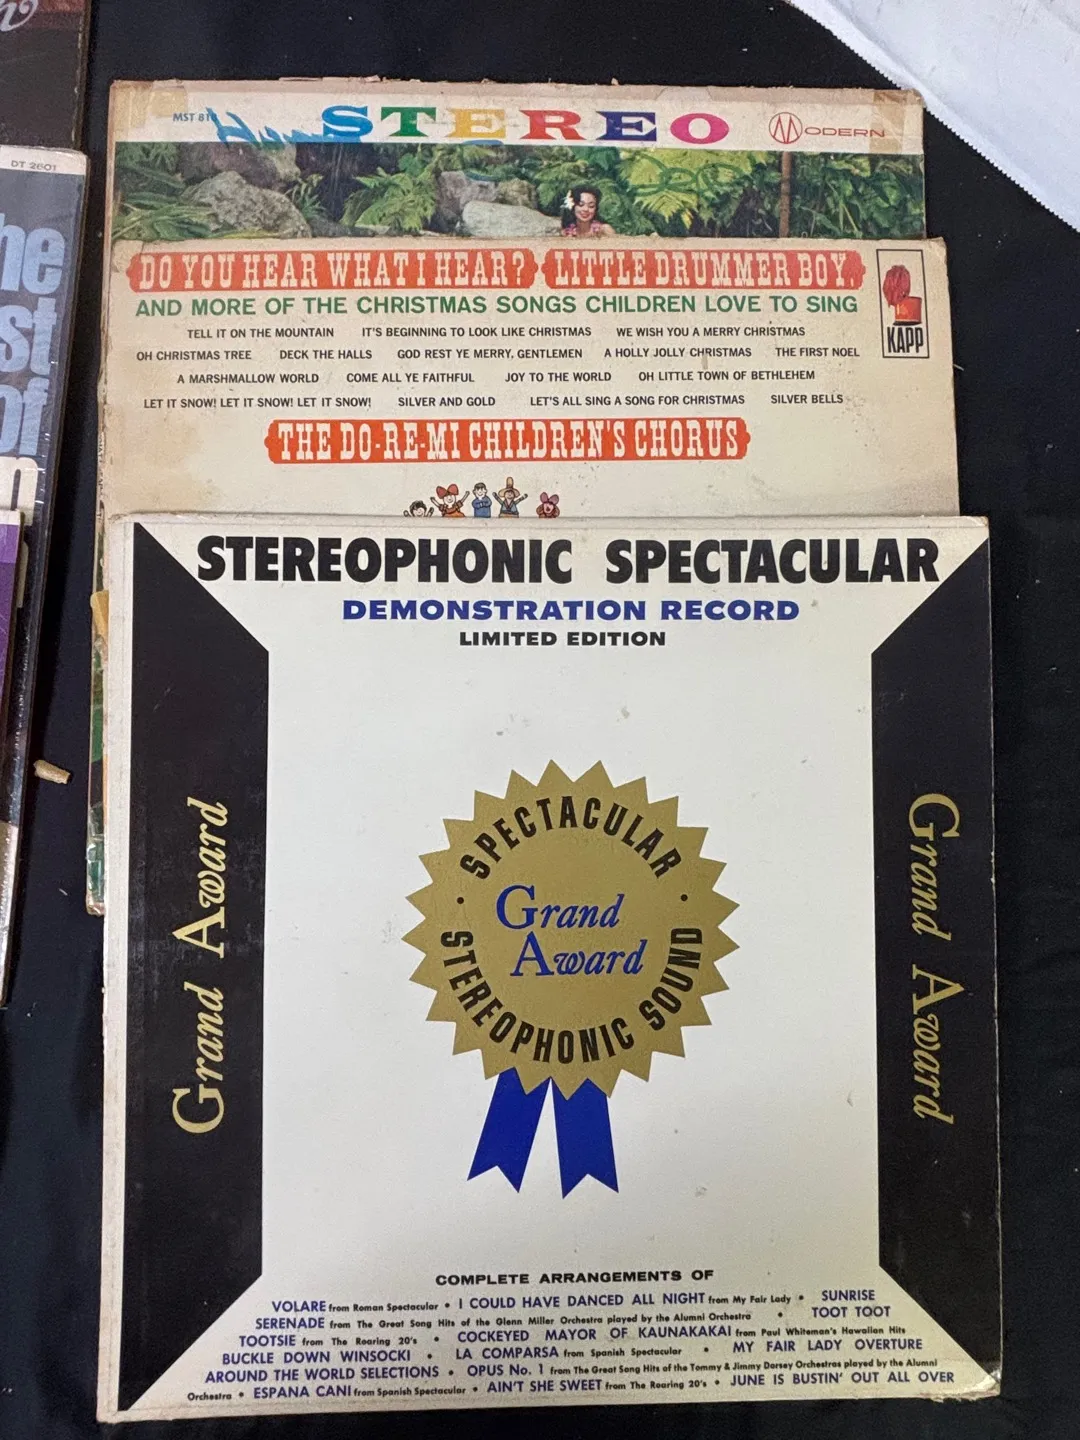 MST 81
STEREO
MODERN
DT 2601
he
st
of
DO YOU HEAR WHAT I HEAR? LITTLE DRUMMER BOY.
AND MORE OF THE CHRISTMAS SONGS CHILDREN LOVE TO SING
TELL IT ON THE MOUNTAIN IT'S BEGINNING TO LOOK LIKE CHRISTMAS WE WISH YOU A MERRY CHRISTMAS
OH CHRISTMAS TREE DECK THE HALLS GOD REST YE MERRY, GENTLEMEN A HOLLY JOLLY CHRISTMAS THE FIRST NOEL
A MARSHMALLOW WORLD COME ALL YE FAITHFUL JOY TO THE WORLD OH LITTLE TOWN OF BETHLEHEM
LET IT SNOW! LET IT SNOW! LET IT SNOW! SILVER AND GOLD LET'S ALL SING A SONG FOR CHRISTMAS SILVER BELLS
KAPP
THE DO-RE-MI CHILDREN'S CHORUS
STEREOPHONIC SPECTACULAR
DEMONSTRATION RECORD
LIMITED EDITION
Grand Award
SPECTACULAR
Grand
Award
STEREOPHONIC SOUND
Grand Award
COMPLETE ARRANGEMENTS OF
VOLARE from Roman Spectacular • I COULD HAVE DANCED ALL NIGHT from My Fair Lady • SUNRISE
SERENADE from The Great Song Hits of the Glenn Miller Orchestra played by the Alumni Orchestra • TOOT TOOT
TOOTSIE from The Roaring 20's • COCKEYED MAYOR OF KAUNAKAKAI from Paul Whiteman's Hawaiian Hits
BUCKLE DOWN WINSOCKI • LA COMPARSA from Spanish Spectacular • MY FAIR LADY OVERTURE
AROUND THE WORLD SELECTIONS • OPUS No. 1 from The Great Song Hits of the Tommy & Jimmy Dorsey Orchestras played by the Alumni
Orchestra • ESPANA CANI from Spanish Spectacular • AIN'T SHE SWEET from The Roaring 20's • JUNE IS BUSTIN' OUT ALL OVER